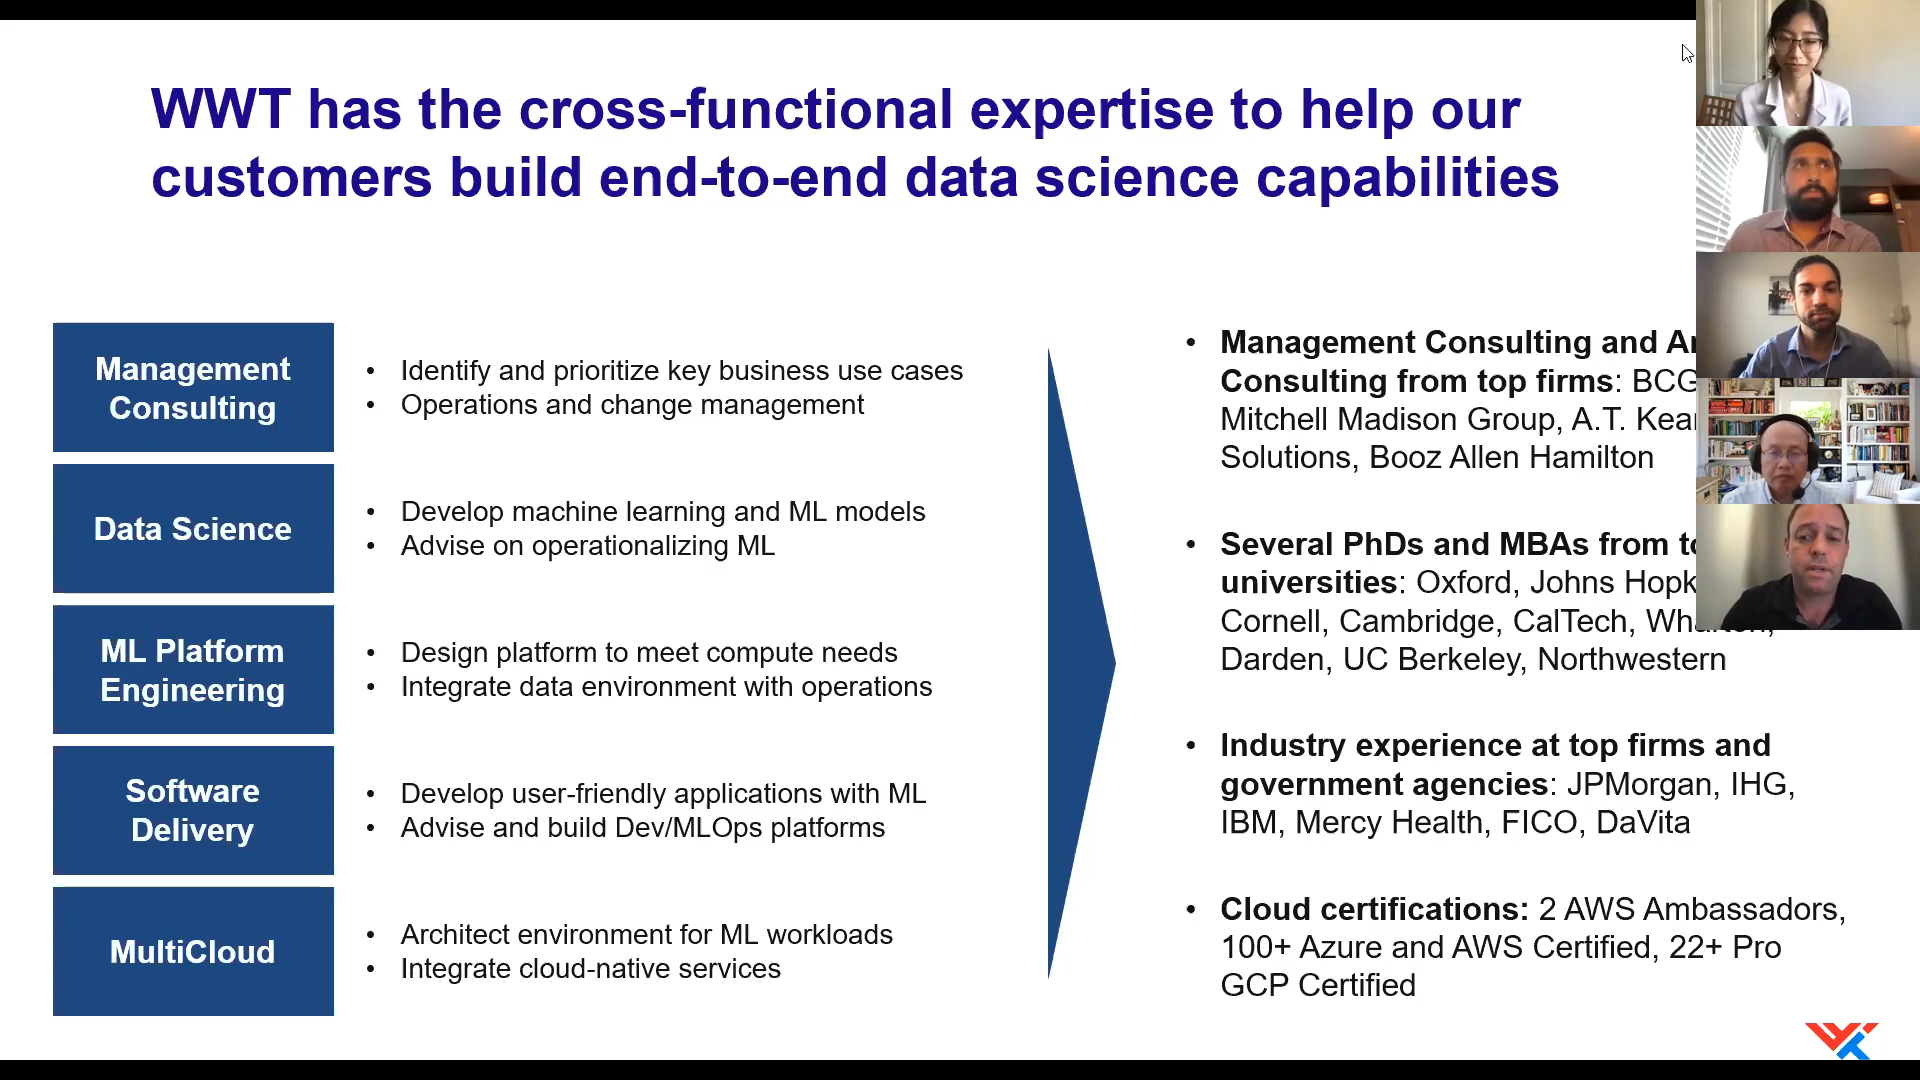 WWT has the cross-functional expertise to help our
customers build end-to-end data science capabilities
Management
Consulting
• Identify and prioritize key business use cases
• Operations and change management
Data Science
• Develop machine learning and ML models
• Advise on operationalizing ML
ML Platform
Engineering
• Design platform to meet compute needs
• Integrate data environment with operations
Software
Delivery
• Develop user-friendly applications with ML
• Advise and build Dev/MLOps platforms
MultiCloud
• Architect environment for ML workloads
• Integrate cloud-native services
• Management Consulting and
Consulting from top firms: BCG
Mitchell Madison Group, A.T.
Solutions, Booz Allen Hamilton
• Several PhDs and MBAs from
universities: Oxford, Johns
Cornell, Cambridge, CalTech, Wharton,
Darden, UC Berkeley, Northwestern
• Industry experience at top firms and
government agencies: JPMorgan, IHG,
IBM, Mercy Health, FICO, DaVita
• Cloud certifications: 2 AWS Ambassadors,
100+ Azure and AWS Certified, 22+ Pro
GCP Certified